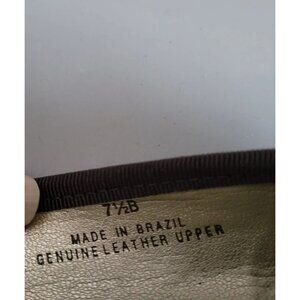 7½B
MADE IN BRAZIL
GENUINE LEATHER UPPER